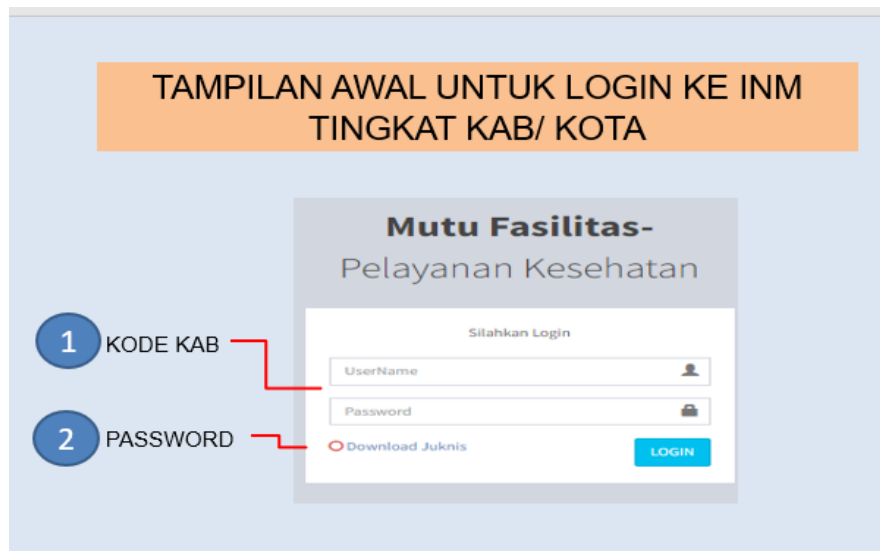 TAMPILAN AWAL UNTUK LOGIN KE INM
TINGKAT KAB/ KOTA
Mutu Fasilitas-
Pelayanan Kesehatan
Silahkan Login
1 KODE KAB
UserName
Password
2 PASSWORD
Download Juknis
LOGIN